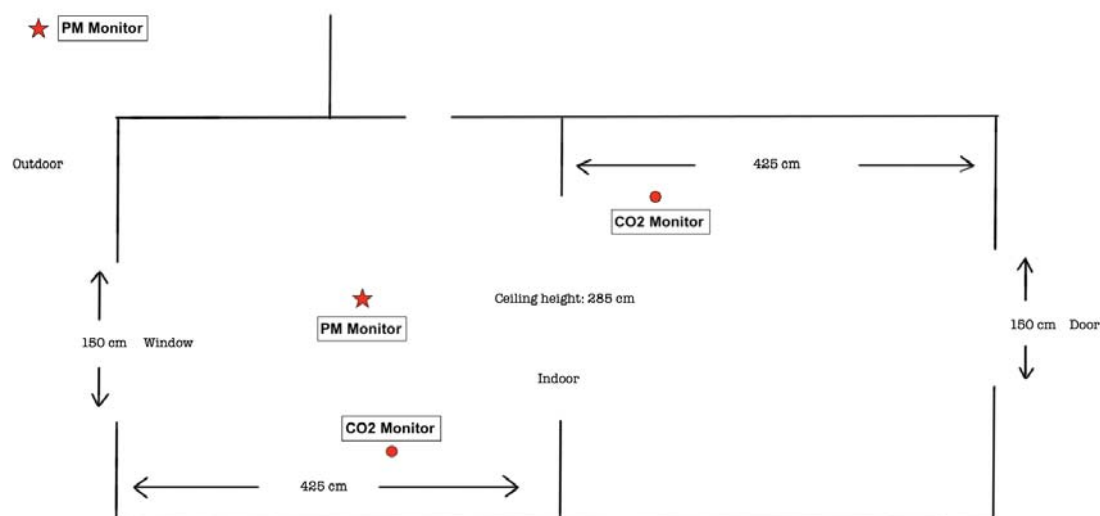 PM Monitor
Outdoor
425 cm
CO2 Monitor
Ceiling height: 285 cm
PM Monitor
150 cm Window
150 cm Door
Indoor
CO2 Monitor
425 cm